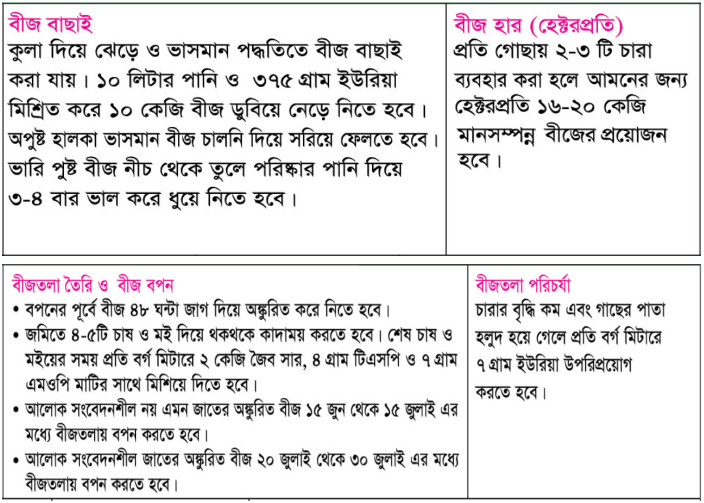 বীজ বাছাই
কুলা দিয়ে ঝেড়ে ও ভাসমান পদ্ধতিতে বীজ বাছাই
করা যায়। ১০ লিটার পানি ও ৩৭৫ গ্রাম ইউরিয়া
মিশ্রিত করে ১০ কেজি বীজ ডুবিয়ে নেড়ে নিতে হবে।
অপুষ্ট হালকা ভাসমান বীজ চালনি দিয়ে সরিয়ে ফেলতে হবে।
ভারি পুষ্ট বীজ নীচ থেকে তুলে পরিষ্কার পানি দিয়ে
৩-৪ বার ভাল করে ধুয়ে নিতে হবে।
বীজ হার (হেক্টরপ্রতি)
প্রতি গোছায় ২-৩ টি চারা
ব্যবহার করা হলে আমনের জন্য
হেক্টরপ্রতি ১৬-২০ কেজি
মানসম্পন্ন বীজের প্রয়োজন
হবে।
বীজতলা তৈরি ও বীজ বপন
• বপনের পূর্বে বীজ ৪৮ ঘন্টা জাগ দিয়ে অঙ্কুরিত করে নিতে হবে।
• জমিতে ৪-৫টি চাষ ও মই দিয়ে থকথকে কাদাময় করতে হবে। শেষ চাষ ও
মইয়ের সময় প্রতি বর্গ মিটারে ২ কেজি জৈব সার, ৪ গ্রাম টিএসপি ও ৭ গ্রাম
এমওপি মাটির সাথে মিশিয়ে দিতে হবে।
• আলোক সংবেদনশীল নয় এমন জাতের অঙ্কুরিত বীজ ১৫ জুন থেকে ১৫ জুলাই এর
মধ্যে বীজতলায় বপন করতে হবে।
• আলোক সংবেদনশীল জাতের অঙ্কুরিত বীজ ২০ জুলাই থেকে ৩০ জুলাই এর মধ্যে
বীজতলায় বপন করতে হবে।
বীজতলা পরিচর্যা
চারার বৃদ্ধি কম এবং গাছের পাতা
হলুদ হয়ে গেলে প্রতি বর্গ মিটারে
৭ গ্রাম ইউরিয়া উপরিপ্রয়োগ
করতে হবে।